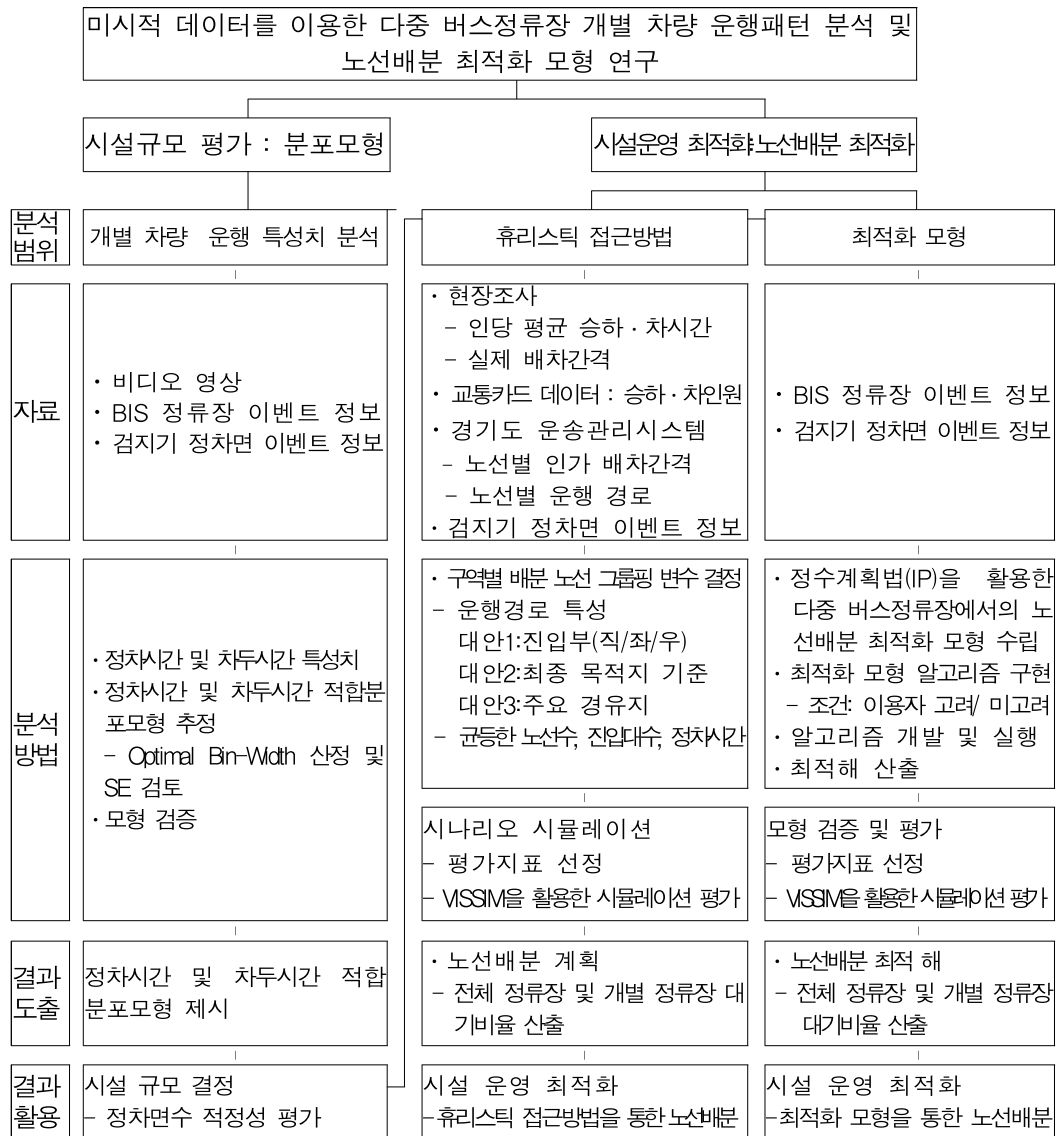 미시적 데이터를 이용한 다중 버스정류장 개별 차량 운행패턴 분석 및
노선배분 최적화 모형 연구
시설규모 평가 : 분포모형
시설운영 최적화:노선배분 최적화
분석
범위
개별 차량 운행 특성치 분석
휴리스틱 접근방법
최적화 모형
자료
· 비디오 영상
· BIS 정류장 이벤트 정보
· 검지기 정차면 이벤트 정보
· 현장조사
- 인당 평균 승하·차시간
- 실제 배차간격
· 교통카드 데이터 : 승하·차인원
· 경기도 운송관리시스템
- 노선별 인가 배차간격
- 노선별 운행 경로
· 검지기 정차면 이벤트 정보
· BIS 정류장 이벤트 정보
· 검지기 정차면 이벤트 정보
분석
방법
· 정차시간 및 차두시간 특성치
· 정차시간 및 차두시간 적합분
포모형 추정
- Optimal Bin-Width 산정 및
SE 검토
· 모형 검증
· 구역별 배분 노선 그룹핑 변수 결정
- 운행경로 특성
대안1:진입부(직/좌/우)
대안2:최종 목적지 기준
대안3:주요 경유지
- 균등한 노선수, 진입대수, 정차시간
시나리오 시뮬레이션
- 평가지표 선정
- VISSIM을 활용한 시뮬레이션 평가
· 정수계획법(IP)을 활용한
다중 버스정류장에서의 노
선배분 최적화 모형 수립
· 최적화 모형 알고리즘 구현
- 조건: 이용자 고려/ 미고려
· 알고리즘 개발 및 실행
· 최적해 산출
모형 검증 및 평가
- 평가지표 선정
- VISSIM을 활용한 시뮬레이션 평가
결과
도출
정차시간 및 차두시간 적합
분포모형 제시
· 노선배분 계획
- 전체 정류장 및 개별 정류장 대
기비율 산출
· 노선배분 최적 해
- 전체 정류장 및 개별 정류장
대기비율 산출
결과
활용
시설 규모 결정
- 정차면수 적정성 평가
시설 운영 최적화
-휴리스틱 접근방법을 통한 노선배분
시설 운영 최적화
-최적화 모형을 통한 노선배분